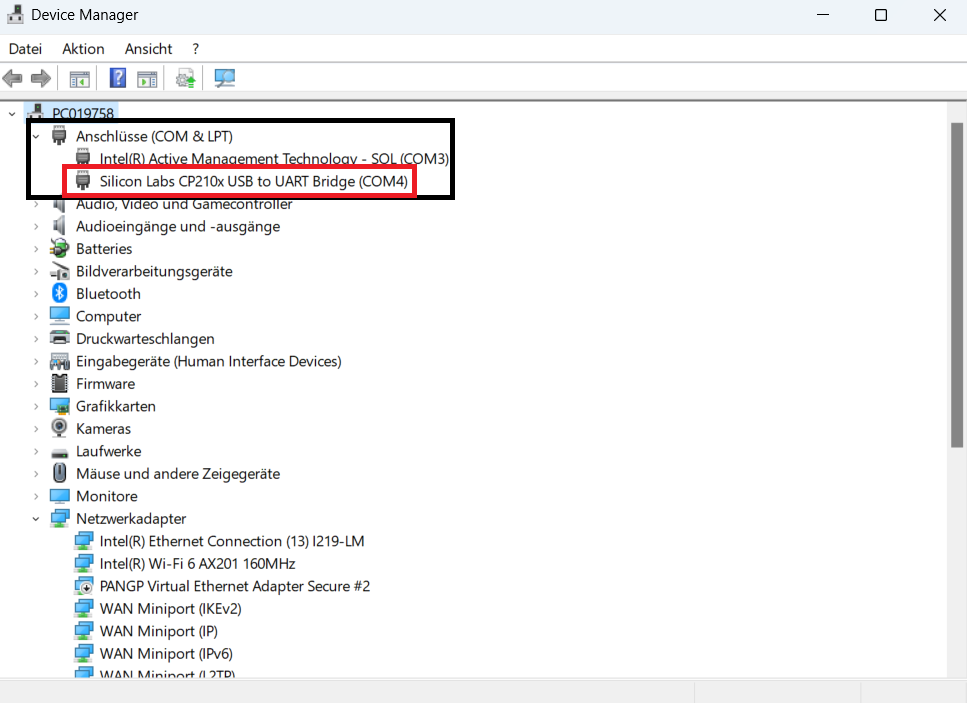 Device Manager
Datei Aktion Ansicht ?
PC019758
Anschlüsse (COM & LPT)
Intel(R) Active Management Technology - SOL (COM3)
Silicon Labs CP210x USB to UART Bridge (COM4)
Audio, Video und Gamecontroller
Audioeingänge und -ausgänge
Batteries
Bildverarbeitungsgeräte
Bluetooth
Computer
Druckwarteschlangen
Eingabegeräte (Human Interface Devices)
Firmware
Grafikkarten
Kameras
Laufwerke
Mäuse und andere Zeigegeräte
Monitore
Netzwerkadapter
Intel(R) Ethernet Connection (13) I219-LM
Intel(R) Wi-Fi 6 AX201 160MHz
PANGP Virtual Ethernet Adapter Secure #2
WAN Miniport (IKEv2)
WAN Miniport (IP)
WAN Miniport (IPv6)
WAN Miniport (L2TP)